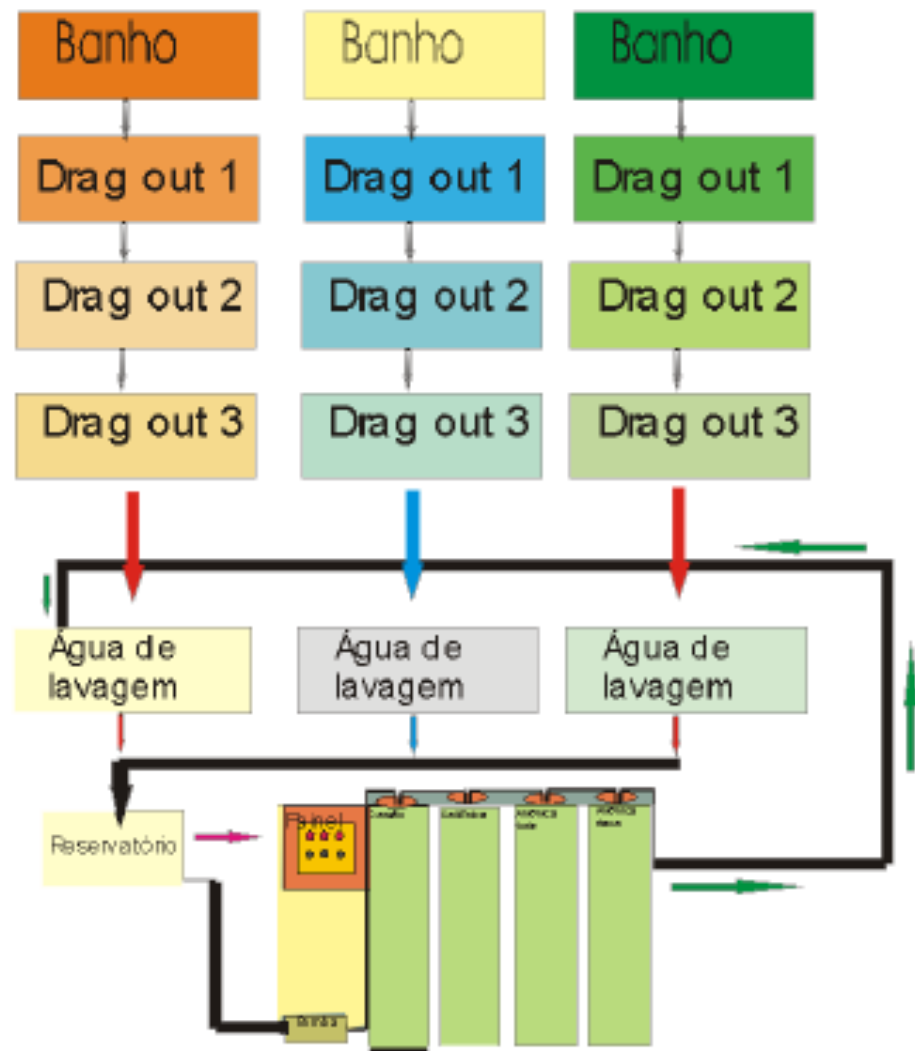 Banho
Banho
Banho
Drag out 1
Drag out 1
Drag out 1
Drag out 2
Drag out 2
Drag out 2
Drag out 3
Drag out 3
Drag out 3
Água de
lavagem
Água de
lavagem
Água de
lavagem
Reservatório
Painel
Bomba